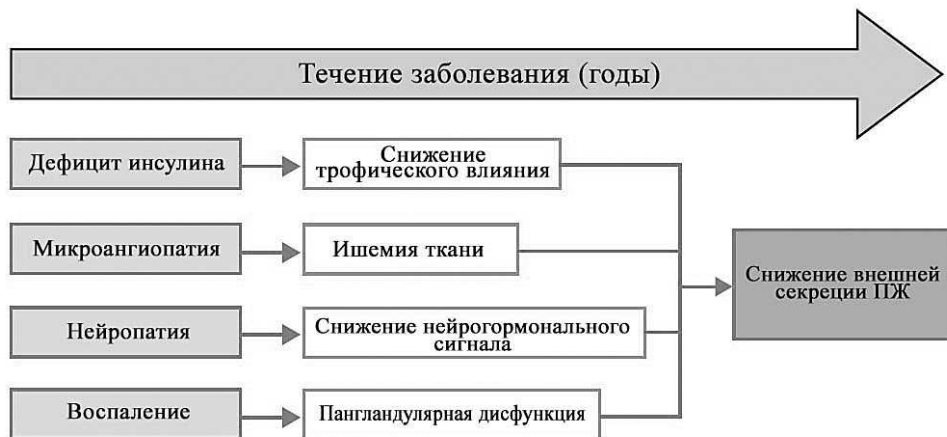 Течение заболевания (годы)
Дефицит инсулина
Снижение
трофического влияния
Микроангиопатия
Ишемия ткани
Нейропатия
Снижение нейрогормонального
сигнала
Воспаление
Пангландулярная дисфункция
Снижение внешней
секреции ПЖ